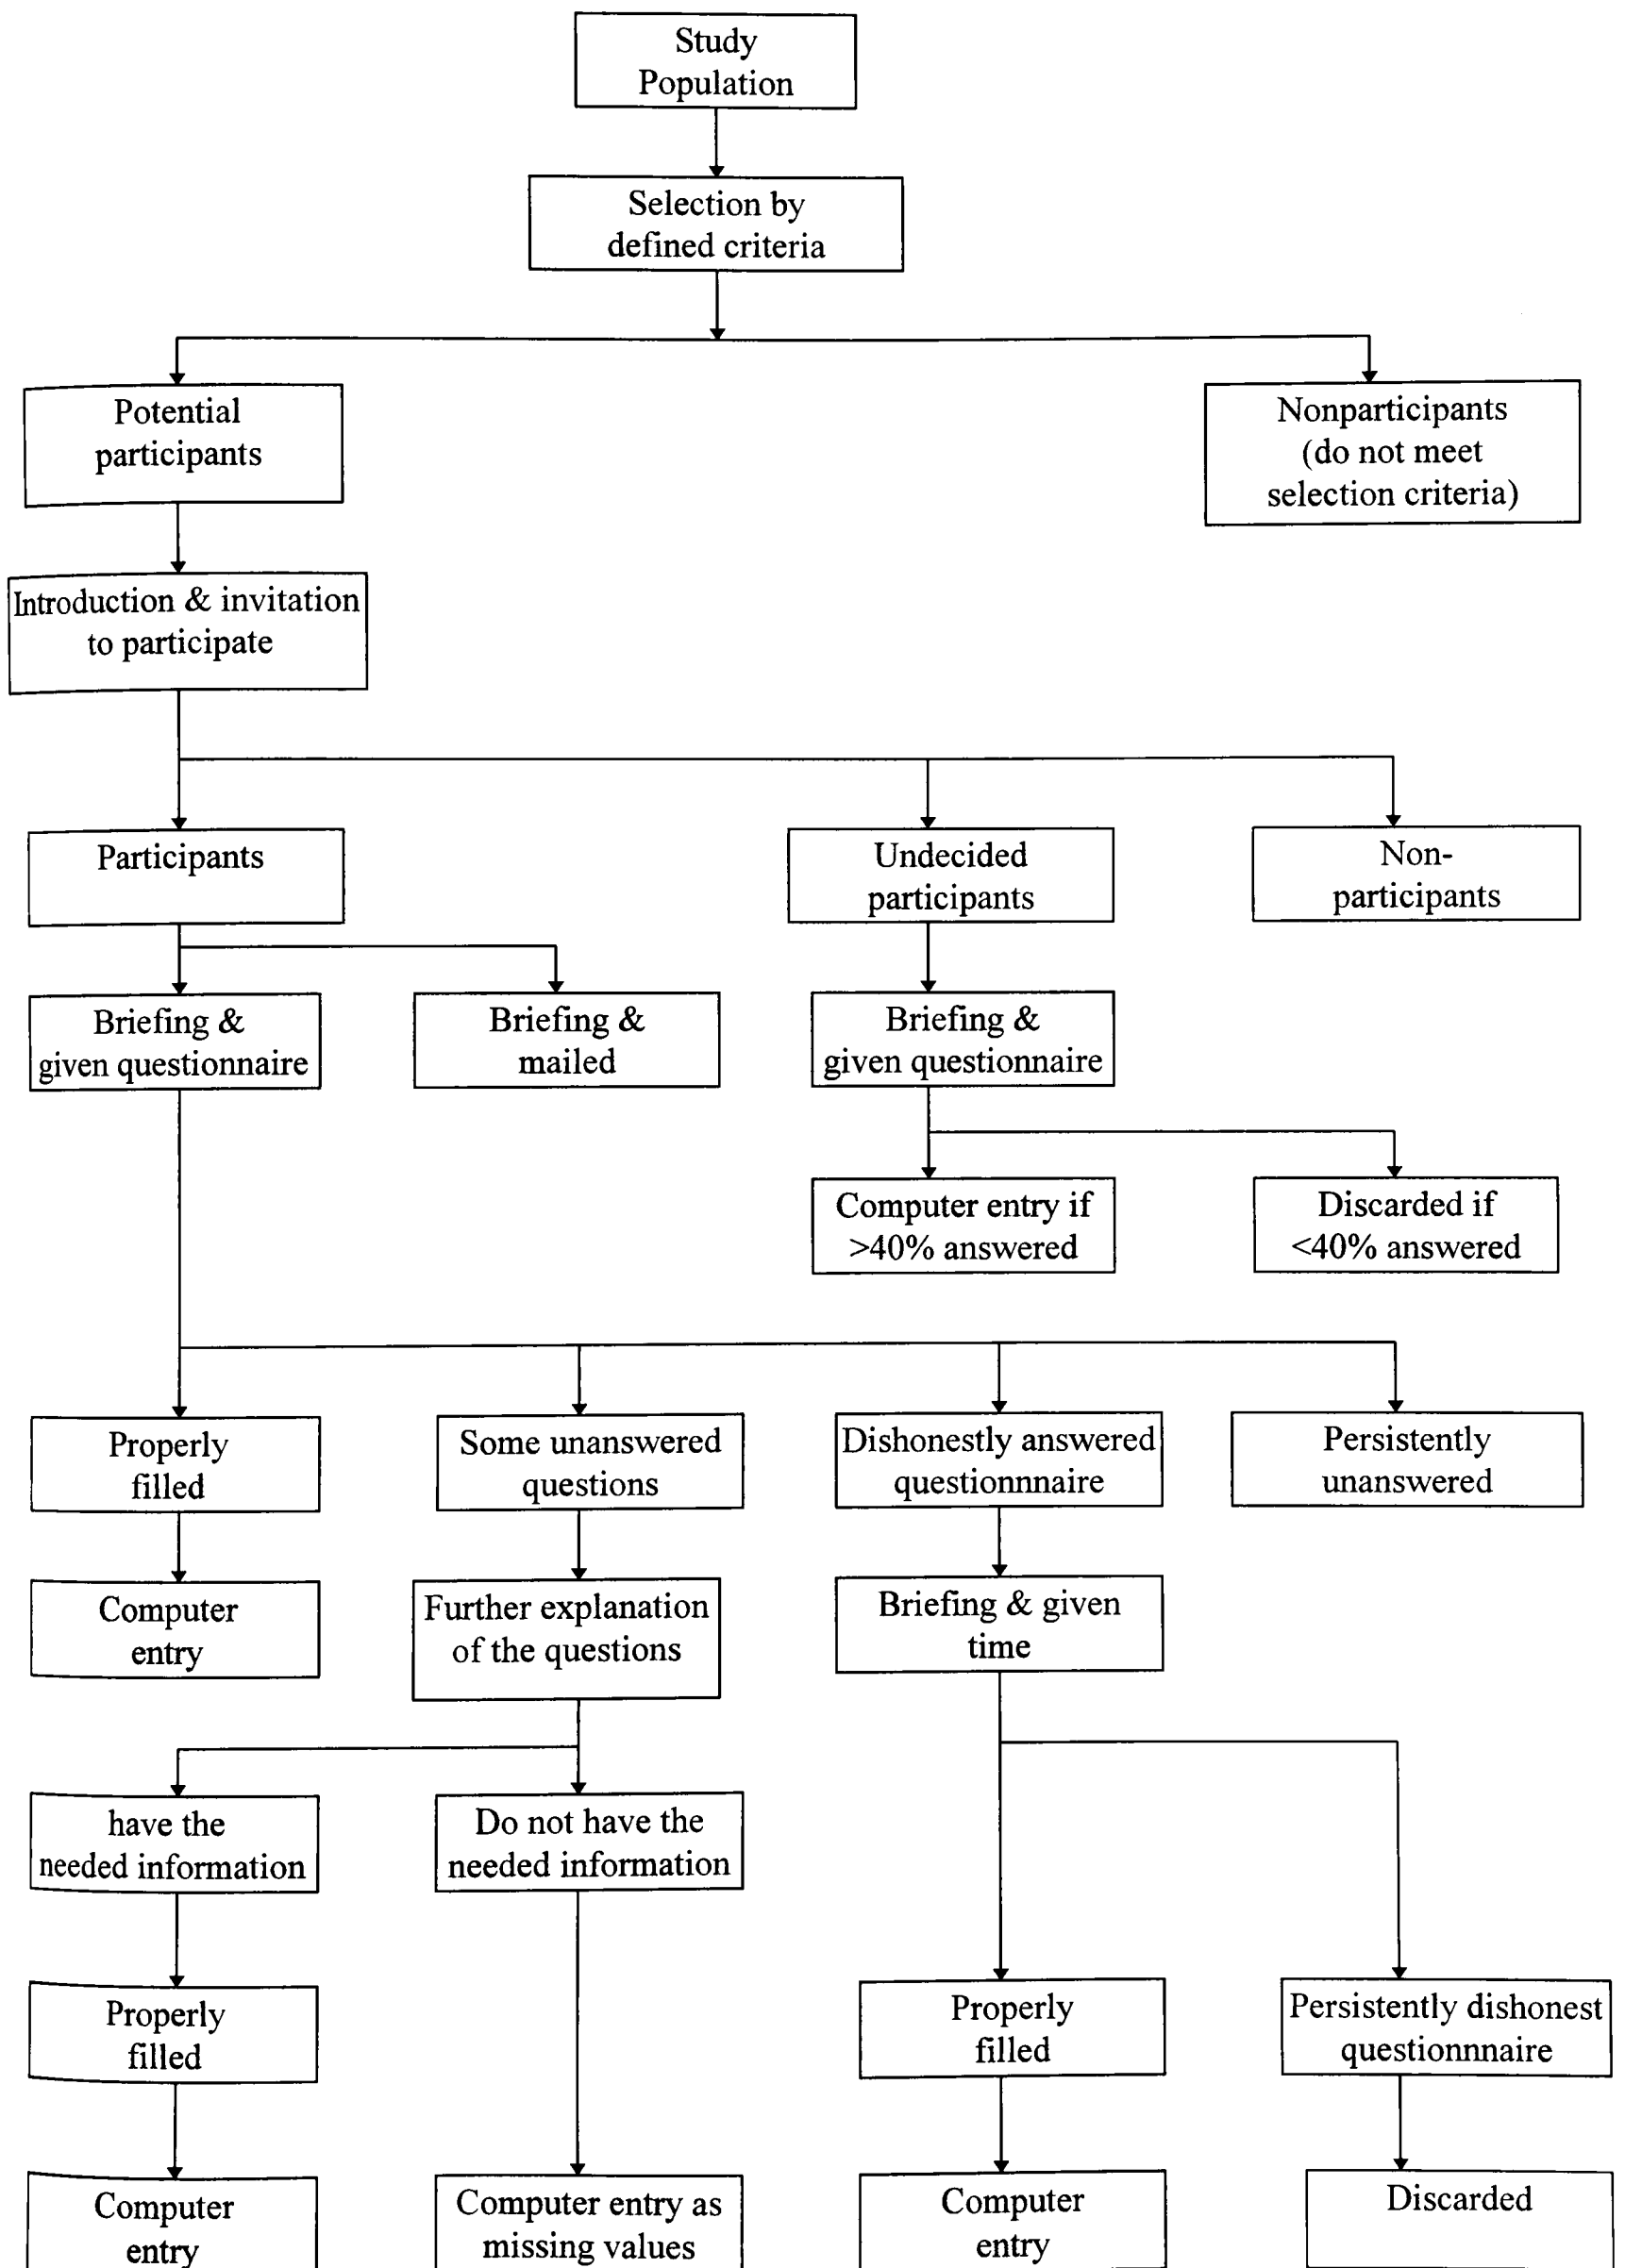 Study
Population
Selection by
defined criteria
Potential
participants
Nonparticipants
(do not meet
selection criteria)
Introduction & invitation
to participate
Participants
Undecided
participants
Non-
participants
Briefing &
given questionnaire
Briefing &
mailed
Briefing &
given questionnaire
Computer entry if
>40% answered
Discarded if
<40% answered
Properly
filled
Some unanswered
questions
Dishonestly answered
questionnnaire
Persistently
unanswered
Computer
entry
Further explanation
of the questions
Briefing & given
time
have the
needed information
Do not have the
needed information
Properly
filled
Properly
filled
Persistently dishonest
questionnnaire
Computer
entry
Computer entry as
missing values
Computer
entry
Discarded